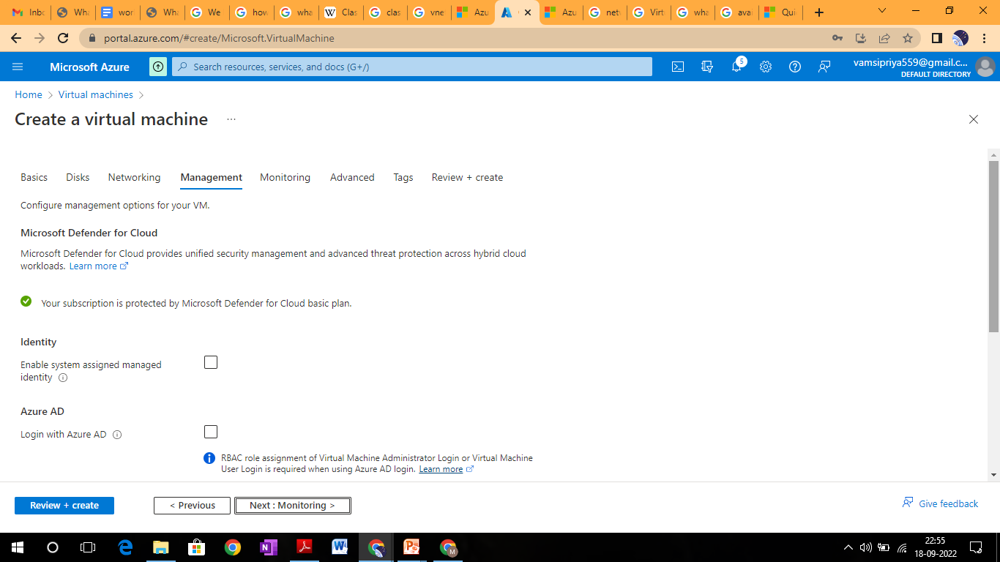 Inbo
Wha
wor
Wha
We
how
wha
Clas
clas
vne
Azu
Azu
netv
Virt
wha
avai
Qui
portal.azure.com/#create/Microsoft.VirtualMachine
Microsoft Azure
Search resources, services, and docs (G+/)
5
vamsipriya559@gmail.c...
DEFAULT DIRECTORY
Home > Virtual machines >
Create a virtual machine ...
Basics
Disks
Networking
Management
Monitoring
Advanced
Tags
Review + create
Configure management options for your VM.
Microsoft Defender for Cloud
Microsoft Defender for Cloud provides unified security management and advanced threat protection across hybrid cloud
workloads. Learn more
Your subscription is protected by Microsoft Defender for Cloud basic plan.
Identity
Enable system assigned managed
identity
Azure AD
Login with Azure AD
RBAC role assignment of Virtual Machine Administrator Login or Virtual Machine
User Login is required when using Azure AD login. Learn more
Review + create
< Previous
Next : Monitoring >
Give feedback
22:55
18-09-2022